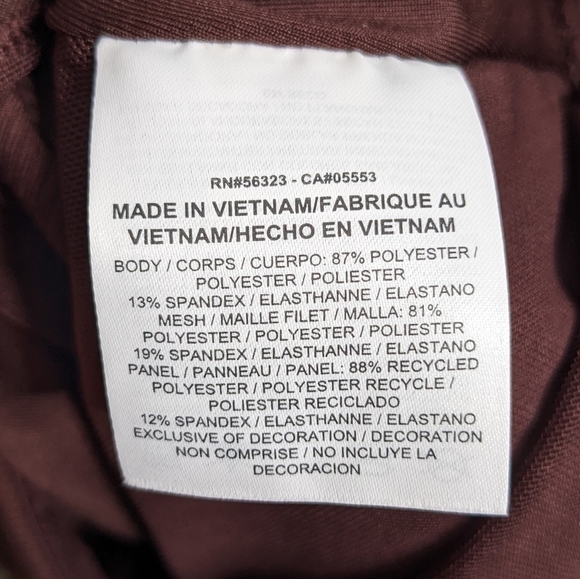 RN#56323 - CA#05553
MADE IN VIETNAM/FABRIQUE AU
VIETNAM/HECHO EN VIETNAM
BODY / CORPS / CUERPO: 87% POLYESTER /
POLYESTER / POLIESTER
13% SPANDEX / ELASTHANNE / ELASTANO
MESH / MAILLE FILET / MALLA: 81%
POLYESTER / POLYESTER / POLIESTER
19% SPANDEX / ELASTHANNE / ELASTANO
PANEL / PANNEAU / PANEL: 88% RECYCLED
POLYESTER / POLYESTER RECYCLE /
POLIESTER RECICLADO
12% SPANDEX / ELASTHANNE / ELASTANO
EXCLUSIVE OF DECORATION / DECORATION
NON COMPRISE / NO INCLUYE LA
DECORACION